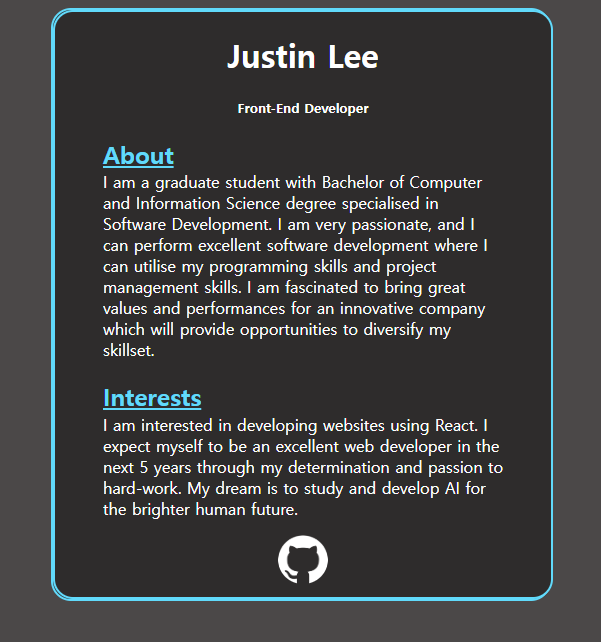 Justin Lee
Front-End Developer
About
I am a graduate student with Bachelor of Computer
and Information Science degree specialised in
Software Development. I am very passionate, and I
can perform excellent software development where I
can utilise my programming skills and project
management skills. I am fascinated to bring great
values and performances for an innovative company
which will provide opportunities to diversify my
skillset.
Interests
I am interested in developing websites using React. I
expect myself to be an excellent web developer in the
next 5 years through my determination and passion to
hard-work. My dream is to study and develop AI for
the brighter human future.